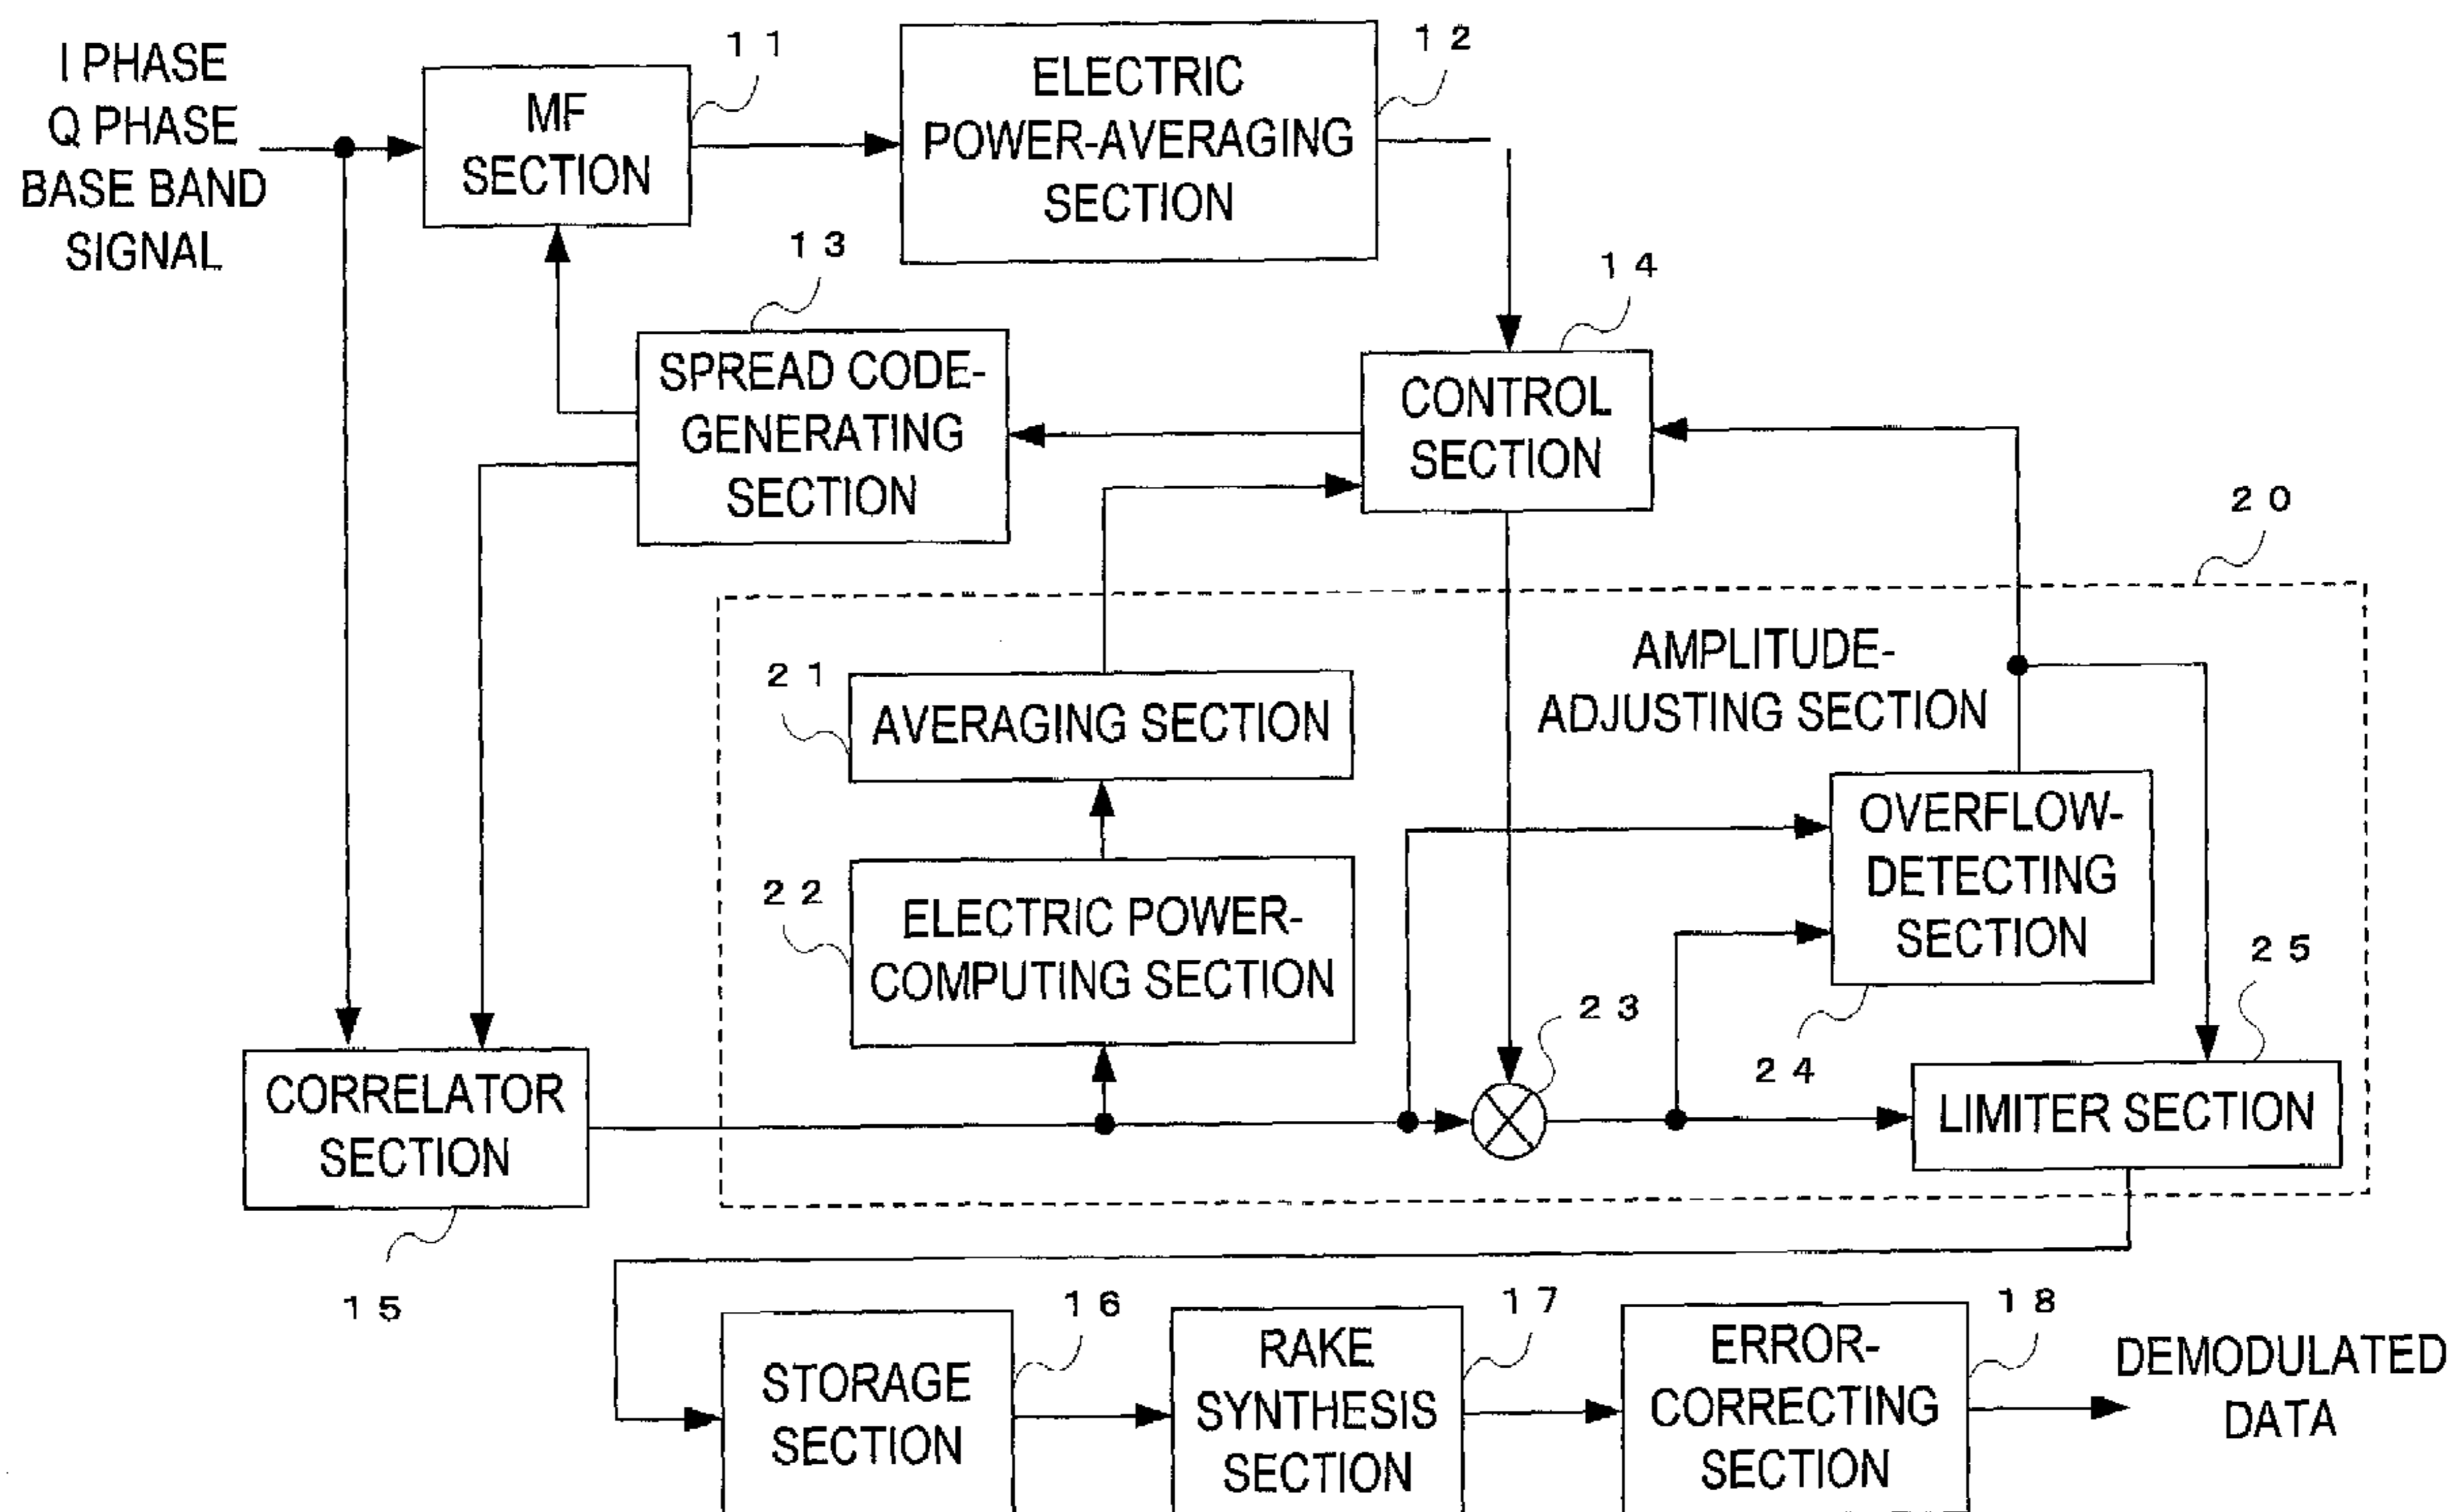 I PHASE
Q PHASE
BASE BAND
SIGNAL
MF
SECTION
11
ELECTRIC
POWER-AVERAGING
SECTION
12
13
SPREAD CODE-
GENERATING
SECTION
14
CONTROL
SECTION
20
AMPLITUDE-
ADJUSTING SECTION
21
AVERAGING SECTION
22
ELECTRIC POWER-
COMPUTING SECTION
OVERFLOW-
DETECTING
SECTION
24
23
25
LIMITER SECTION
CORRELATOR
SECTION
15
STORAGE
SECTION
16
RAKE
SYNTHESIS
SECTION
17
ERROR-
CORRECTING
SECTION
18
DEMODULATED
DATA